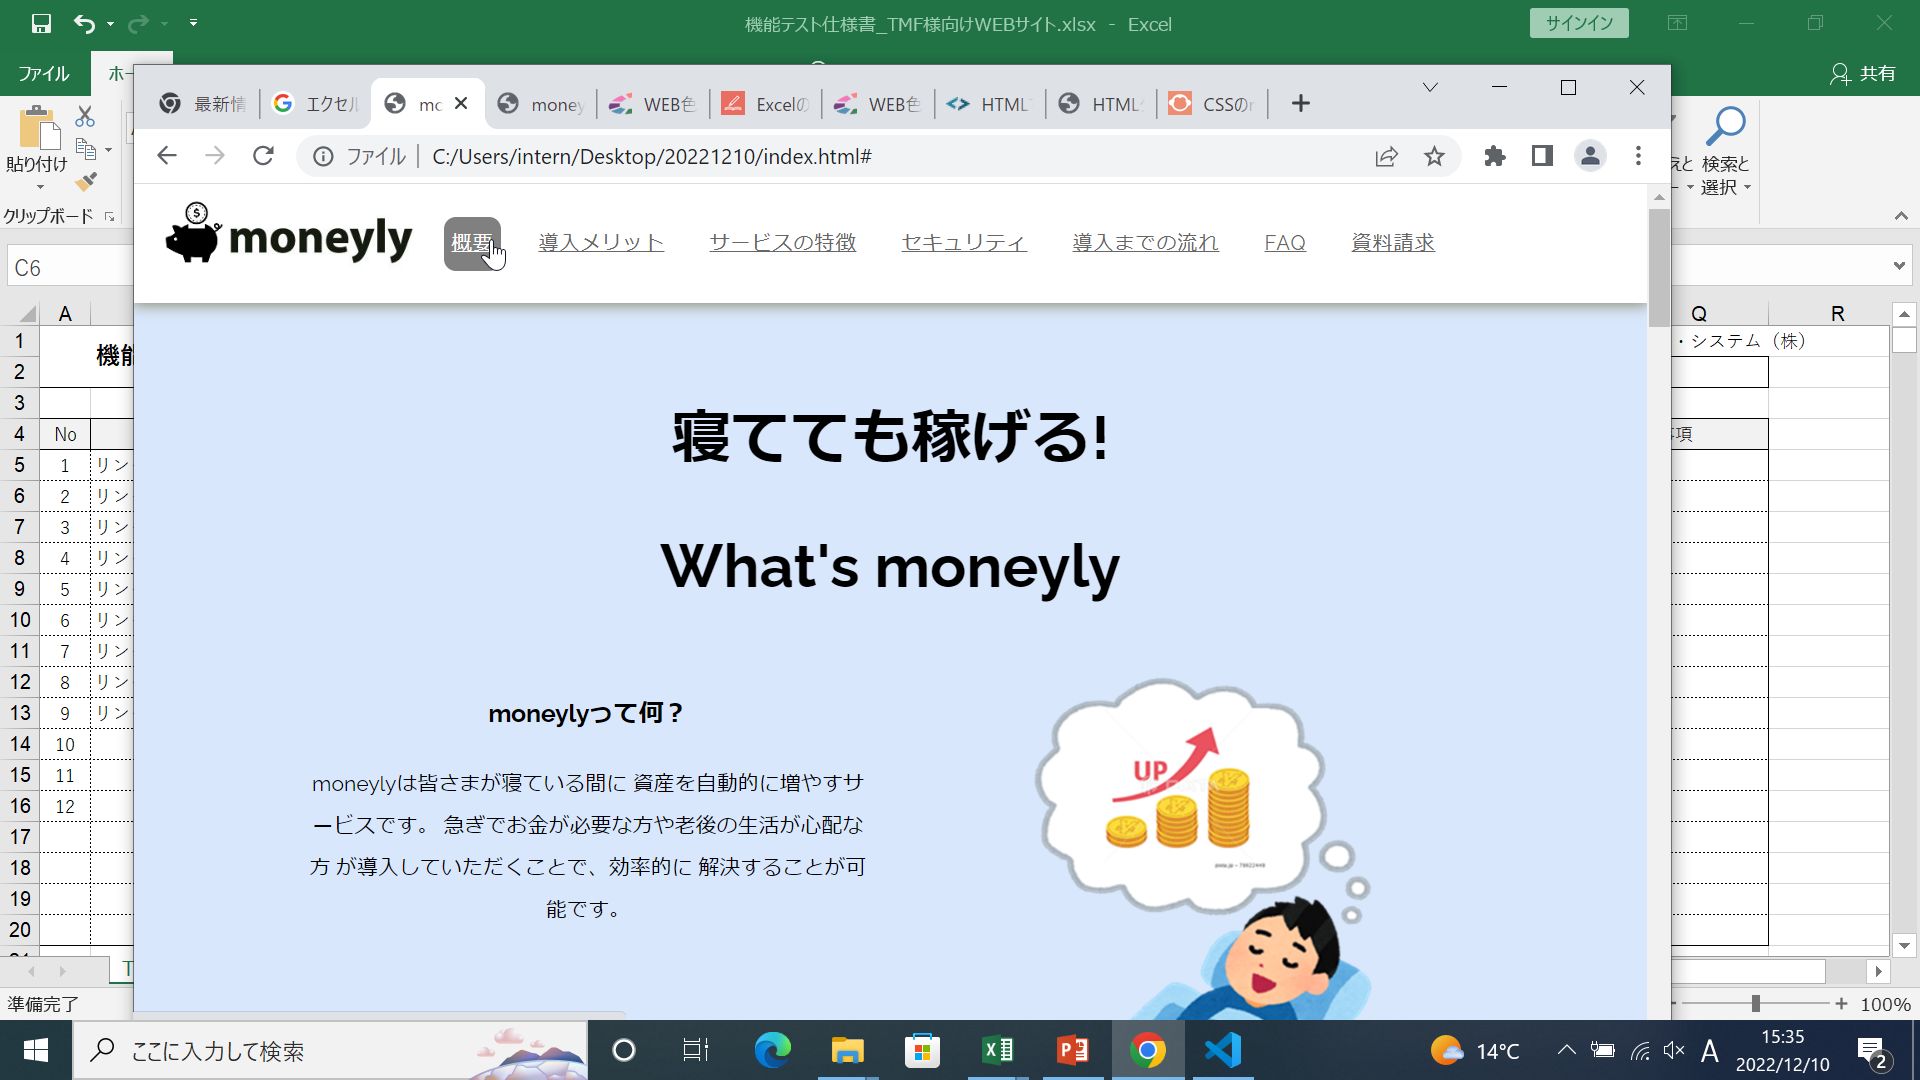 機能テスト仕様書_TMF様向けWEBサイト.xlsx - Excel
サインイン
ファイル
ホー
共有
最新情
エクセル
mc
money
WEB色
Excelの
WEB色
HTML
HTML
CSSの
ファイル C:/Users/intern/Desktop/20221210/index.html#
貼り付け
クリップボード
検索と
選択
C6
moneyly
概要
導入メリット
サービスの特徴
セキュリティ
導入までの流れ
FAQ
資料請求
A
Q
R
1
機能
・システム（株）
2
3
4 No
項
5 1 リン
6 2 リン
7 3 リン
8 4 リン
9 5 リン
10 6 リン
11 7 リン
12 8 リン
13 9 リン
14 10
15 11
16 12
17
18
19
20
寝てても稼げる!
What's moneyly
moneylyって何？
moneylyは皆さまが寝ている間に 資産を自動的に増やすサ
ービスです。 急ぎでお金が必要な方や老後の生活が心配な
方 が導入していただくことで、効率的に 解決することが可
能です。
UP
T
準備完了
100%
ここに入力して検索
14°C
A
15:35
2022/12/10
2